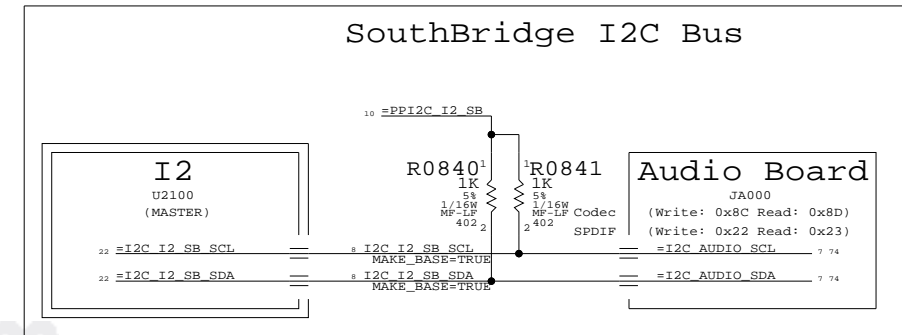 SouthBridge I2C Bus
10 =PPI2C_I2_SB
I2
U2100
(MASTER)
R0840 1
1K
5%
1/16W
MF-LF
402 2
1 R0841
1K
5%
1/16W
MF-LF
2 402
Codec
SPDIF
Audio Board
JA000
(Write: 0x8C Read: 0x8D)
(Write: 0x22 Read: 0x23)
22 =I2C_I2_SB_SCL
8 I2C_I2_SB_SCL
MAKE_BASE=TRUE
=I2C_AUDIO_SCL 7 74
22 =I2C_I2_SB_SDA
8 I2C_I2_SB_SDA
MAKE_BASE=TRUE
=I2C_AUDIO_SDA 7 74